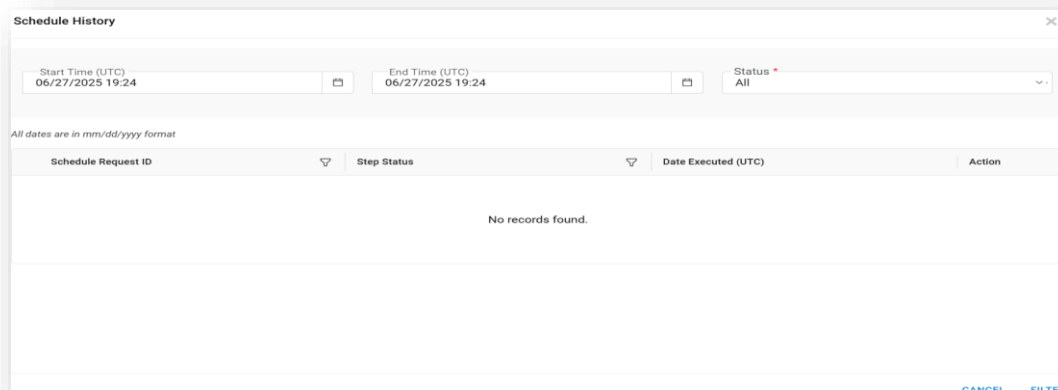 Schedule History
Start Time (UTC) End Time (UTC) Status *
06/27/2025 19:24 06/27/2025 19:24 All
All dates are in mm/dd/yyyy format
Schedule Request ID Step Status Date Executed (UTC) Action
No records found.
CANCEL